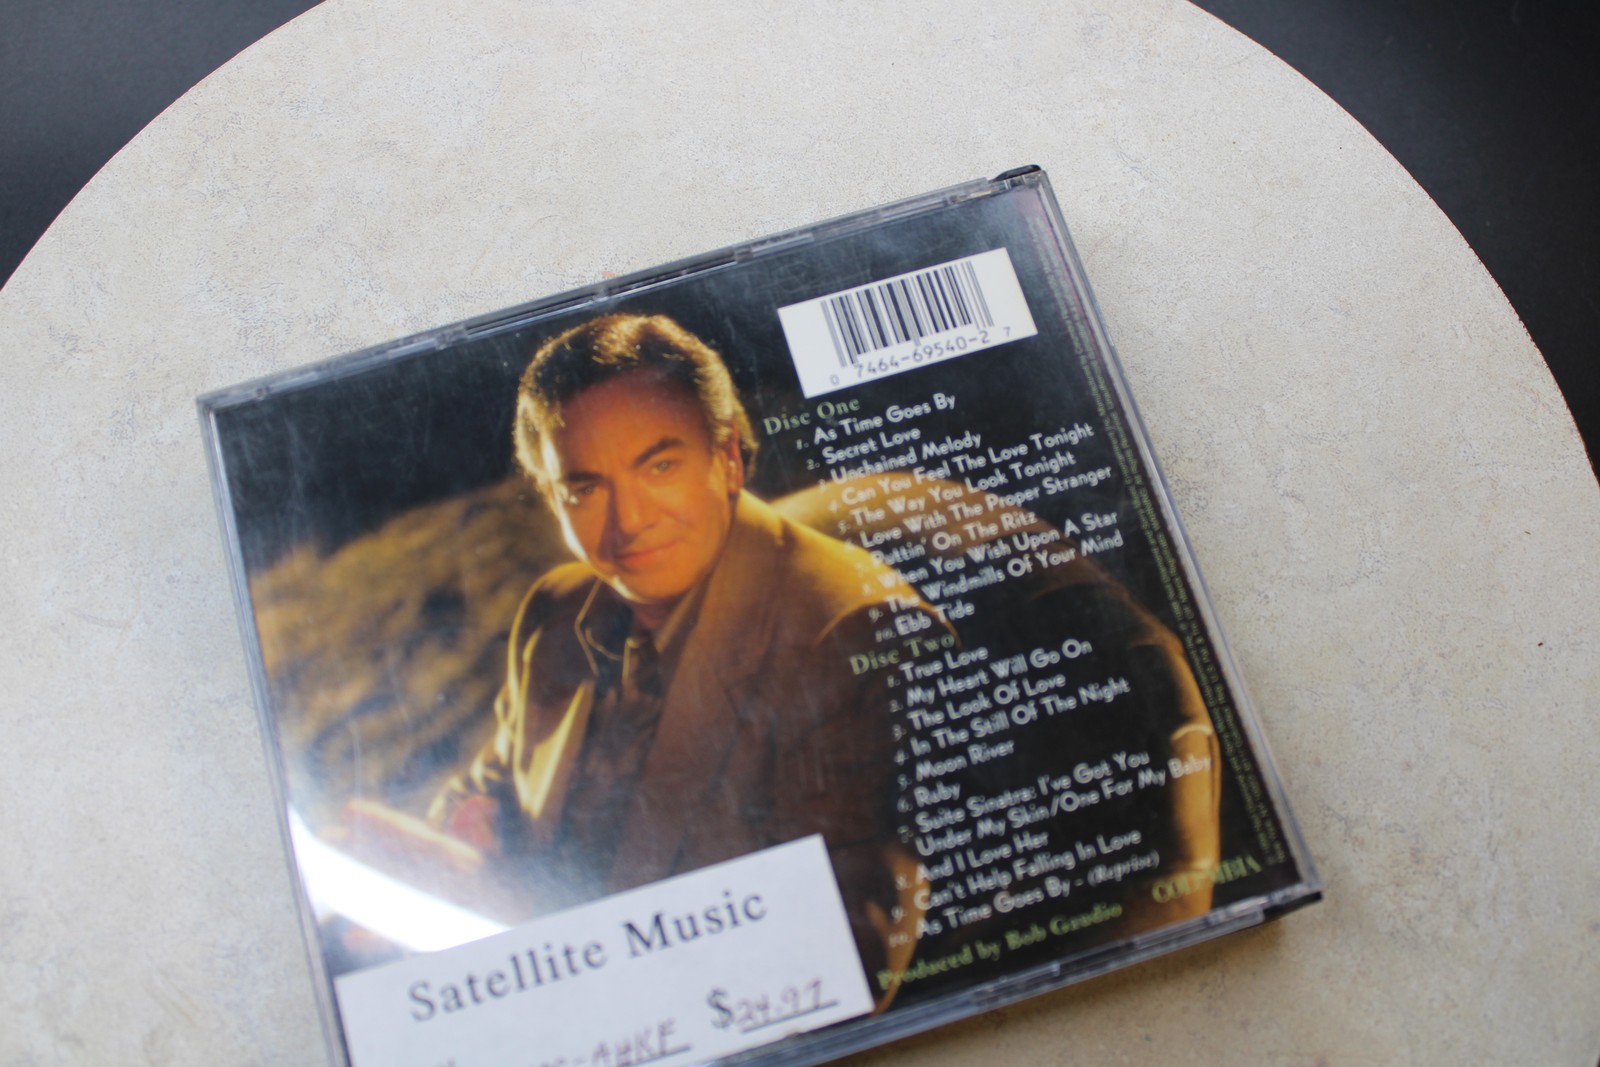 0 7464-69540-2 7
Disc One
1. As Time Goes By
2. Secret Love
3. Unchained Melody
4. Can You Feel The Love Tonight
5. The Way You Look Tonight
6. Love With The Proper Stranger
7. Puttin' On The Ritz
8. When You Wish Upon A Star
9. The Windmills Of Your Mind
10. Ebb Tide
Disc Two
1. True Love
2. My Heart Will Go On
3. The Look Of Love
4. In The Still Of The Night
5. Moon River
6. Ruby
7. Suite Sinatra: I've Got You
Under My Skin/One For My Baby
8. And I Love Her
9. Can't Help Falling In Love
10. As Time Goes By - (Reprise)
Produced by Bob Gaudio
COLUMBIA
Satellite Music
$24.97